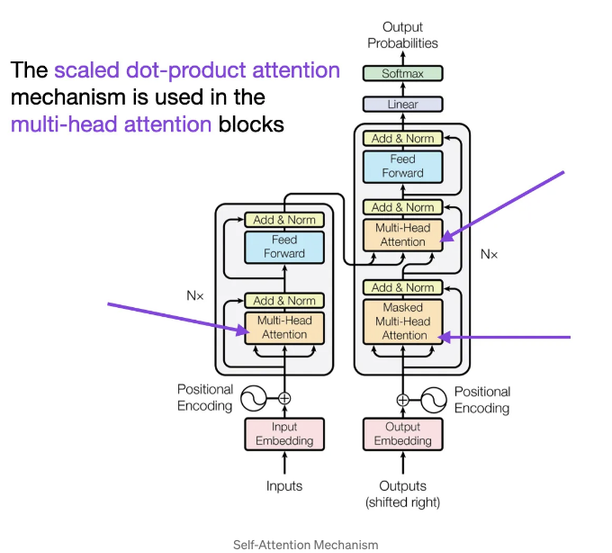 The scaled dot-product attention
mechanism is used in the
multi-head attention blocks
Output
Probabilities
Softmax
Linear
Add & Norm
Feed
Forward
Add & Norm
Multi-Head
Attention
Nx
Add & Norm
Masked
Multi-Head
Attention
Add & Norm
Feed
Forward
Nx
Add & Norm
Multi-Head
Attention
Positional
Encoding
Positional
Encoding
Input
Embedding
Output
Embedding
Inputs
Outputs
(shifted right)
Self-Attention Mechanism